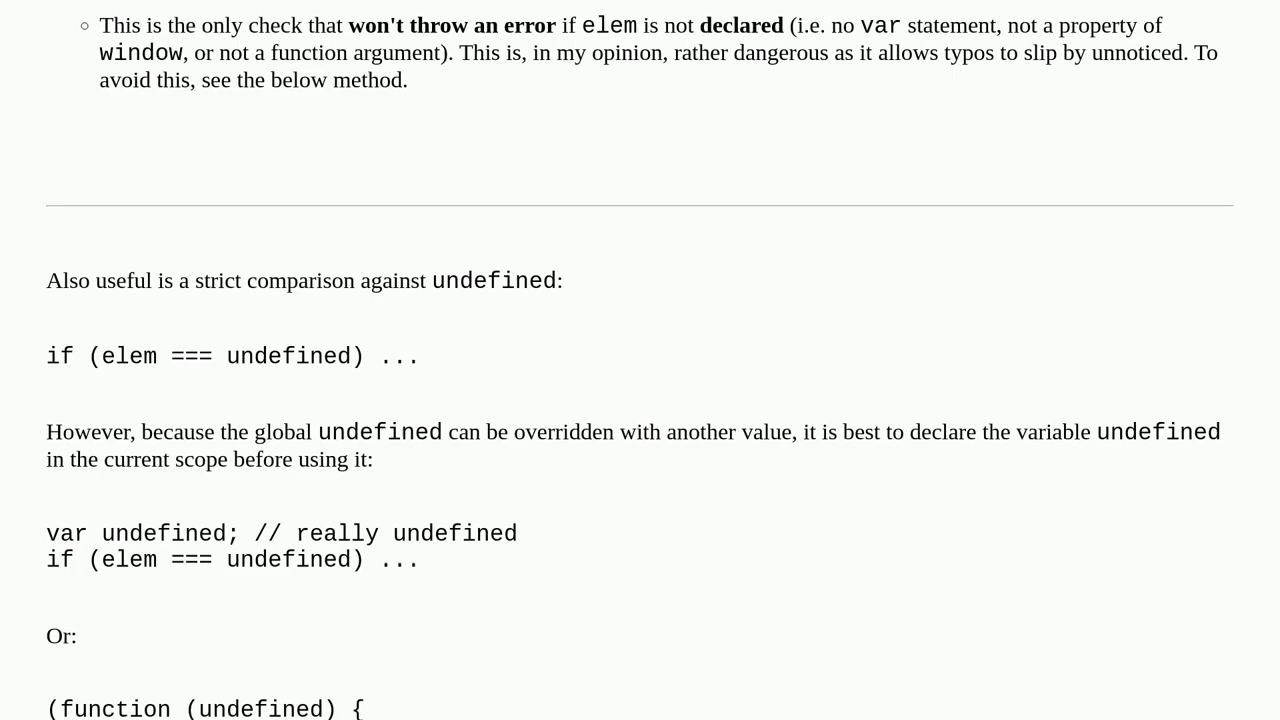 This is the only check that won't throw an error if elem is not declared (i.e. no var statement, not a property of
window, or not a function argument). This is, in my opinion, rather dangerous as it allows typos to slip by unnoticed. To
avoid this, see the below method.
Also useful is a strict comparison against undefined:
if (elem === undefined) ...
However, because the global undefined can be overridden with another value, it is best to declare the variable undefined
in the current scope before using it:
var undefined; // really undefined
if (elem === undefined) ...
Or:
(function (undefined) {